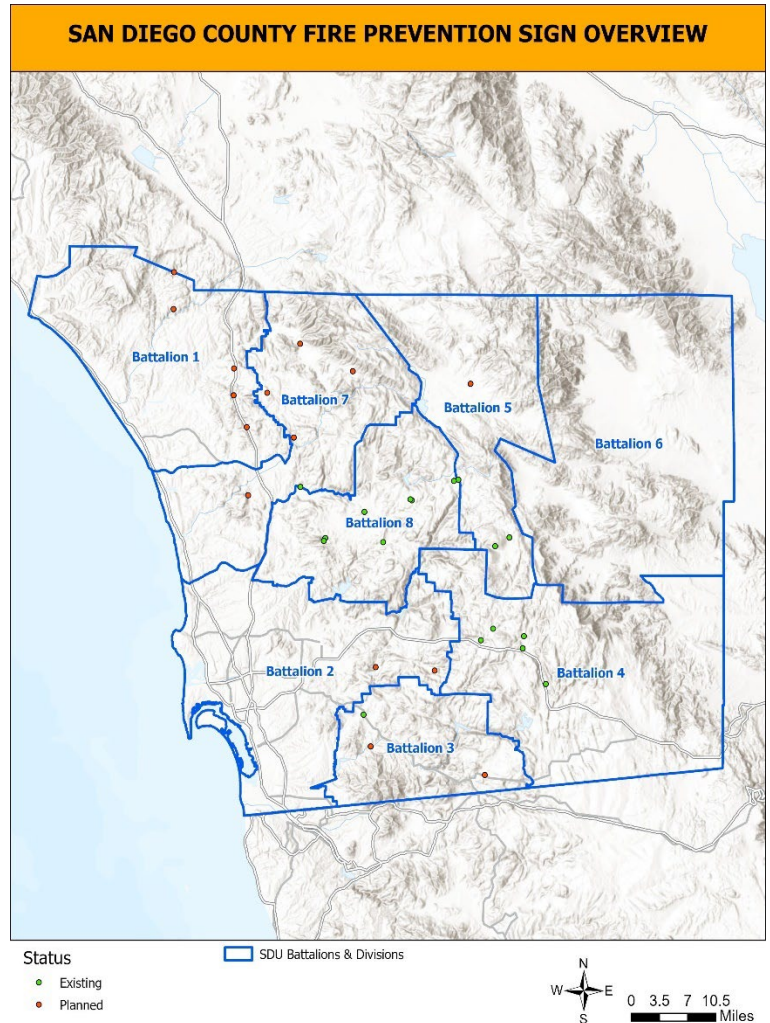 SAN DIEGO COUNTY FIRE PREVENTION SIGN OVERVIEW
Battalion 1
Battalion 7
Battalion 5
Battalion 6
Battalion 8
Battalion 2
Battalion 4
Battalion 3
Status
Existing
Planned
SDU Battalions & Divisions
N
W E
S
0 3.5 7 10.5
Miles